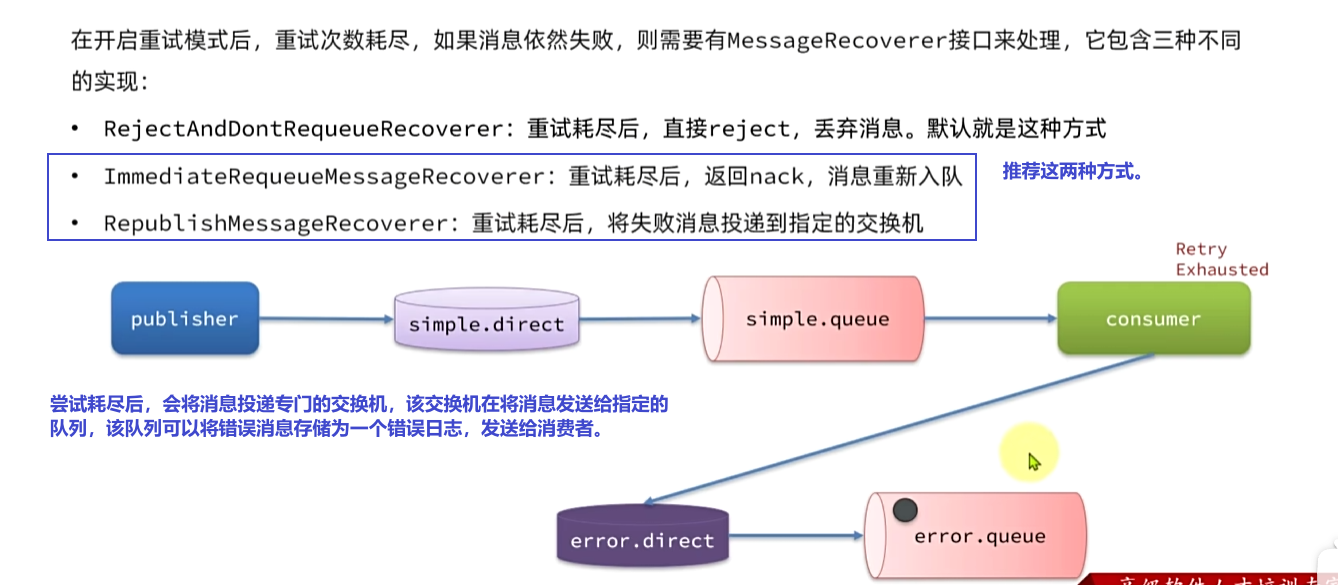 在开启重试模式后，重试次数耗尽，如果消息依然失败，则需要有MessageRecoverer接口来处理，它包含三种不同
的实现：
• RejectAndDontRequeueRecoverer：重试耗尽后，直接reject，丢弃消息。默认就是这种方式
• ImmediateRequeueMessageRecoverer：重试耗尽后，返回nack，消息重新入队
推荐这两种方式。
• RepublishMessageRecoverer：重试耗尽后，将失败消息投递到指定的交换机
Retry
Exhausted
publisher
simple.direct
simple.queue
consumer
尝试耗尽后，会将消息投递专门的交换机，该交换机在将消息发送给指定的
队列，该队列可以将错误消息存储为一个错误日志，发送给消费者。
error.direct
error.queue